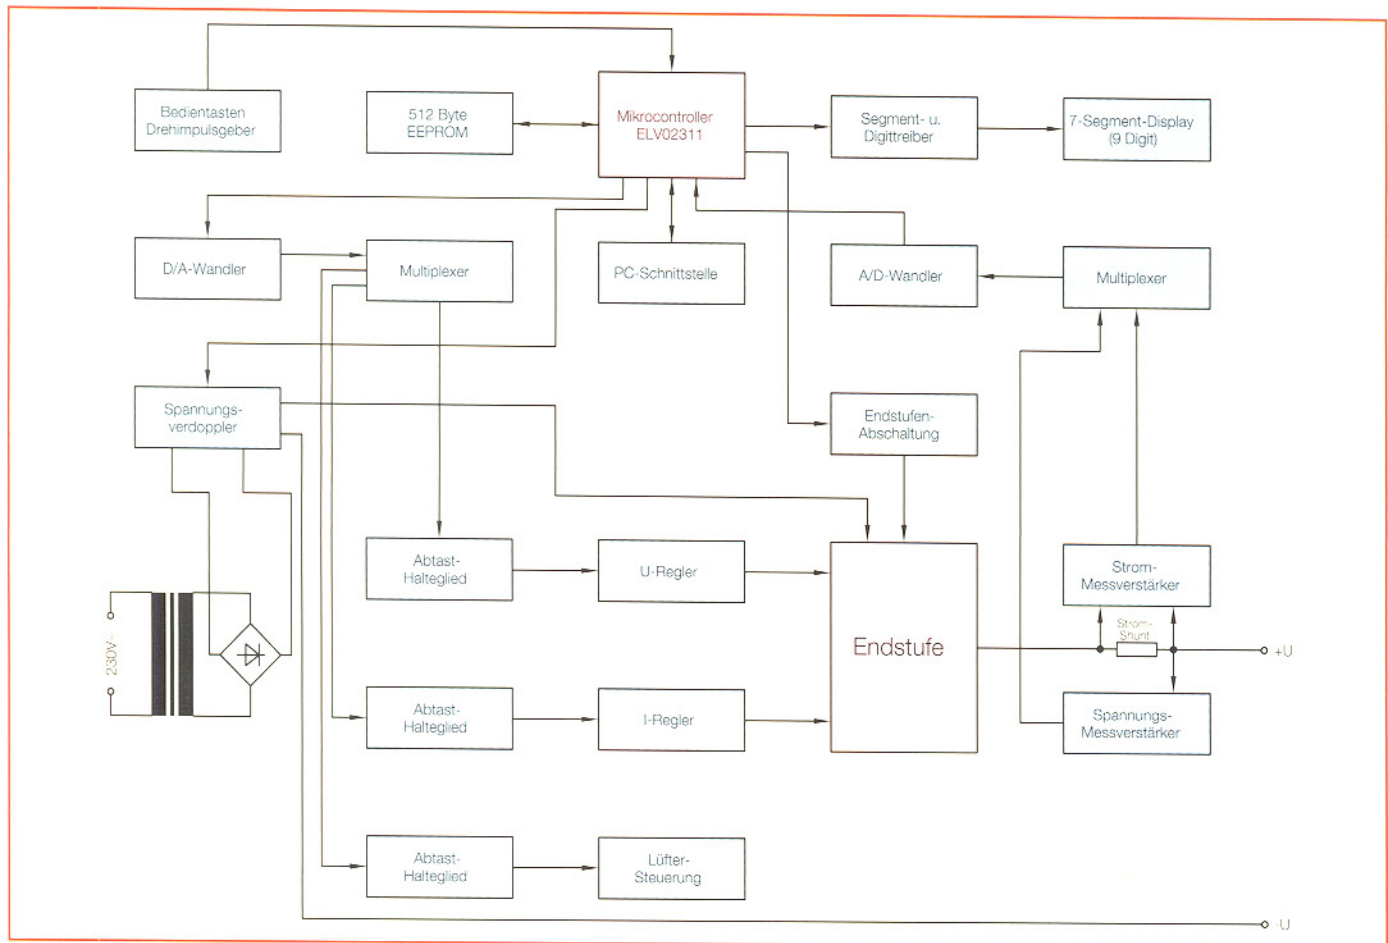 Bedientasten
Drehimpulsgeber
512 Byte
EEPROM
Mikrocontroller
ELV02311
Segment- u.
Digittreiber
7-Segment-Display
(9 Digit)
D/A-Wandler
Multiplexer
PC-Schnittstelle
A/D-Wandler
Multiplexer
Spannungs-
verdoppler
Endstufen-
Abschaltung
Abtast-
Halteglied
U-Regler
Strom-
Messverstärker
230V~
Endstufe
Strom-
Shunt
+U
Abtast-
Halteglied
I-Regler
Spannungs-
Messverstärker
Abtast-
Halteglied
Lüfter-
Steuerung
-U